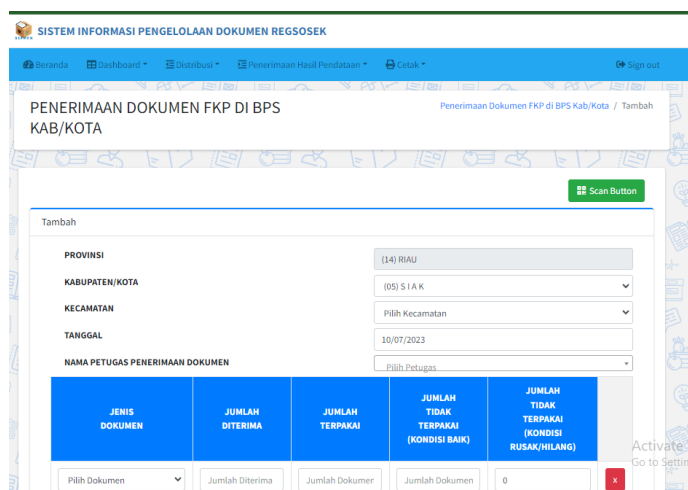 SISTEM INFORMASI PENGELOLAAN DOKUMEN REGSOSEK
Beranda Dashboard Distribusi Penerimaan Hasil Pendataan Cetak Sign out
PENERIMAAN DOKUMEN FKP DI BPS
KAB/KOTA
Penerimaan Dokumen FKP di BPS Kab/Kota / Tambah
Scan Button
Tambah
PROVINSI
(14) RIAU
KABUPATEN/KOTA
(05) S I A K
KECAMATAN
Pilih Kecamatan
TANGGAL
10/07/2023
NAMA PETUGAS PENERIMAAN DOKUMEN
Pilih Petugas
JENIS
DOKUMEN
JUMLAH
DITERIMA
JUMLAH
TERPAKAI
JUMLAH
TIDAK
TERPAKAI
(KONDISI BAIK)
JUMLAH
TIDAK
TERPAKAI
(KONDISI
RUSAK/HILANG)
Pilih Dokumen Jumlah Diterima Jumlah Dokumer Jumlah Dokumen 0 x
Activate
Go to Settin